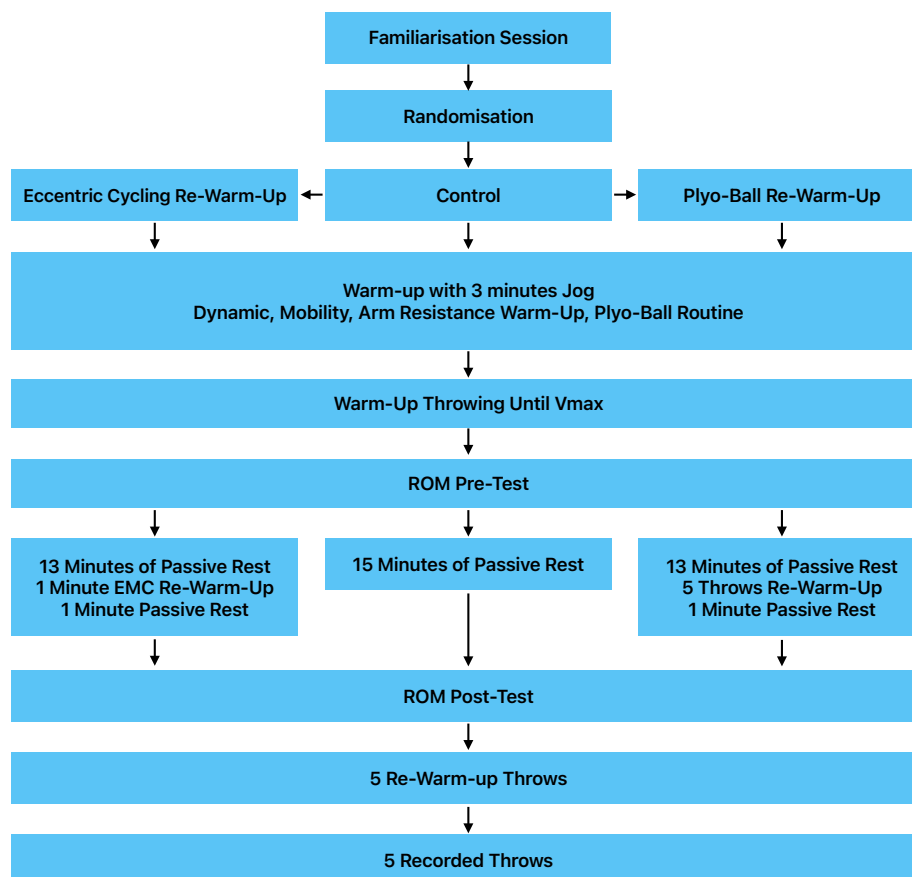 Familiarisation Session
Randomisation
Eccentric Cycling Re-Warm-Up
Control
Plyo-Ball Re-Warm-Up
Warm-up with 3 minutes Jog
Dynamic, Mobility, Arm Resistance Warm-Up, Plyo-Ball Routine
Warm-Up Throwing Until Vmax
ROM Pre-Test
13 Minutes of Passive Rest
1 Minute EMC Re-Warm-Up
1 Minute Passive Rest
15 Minutes of Passive Rest
13 Minutes of Passive Rest
5 Throws Re-Warm-Up
1 Minute Passive Rest
ROM Post-Test
5 Re-Warm-up Throws
5 Recorded Throws